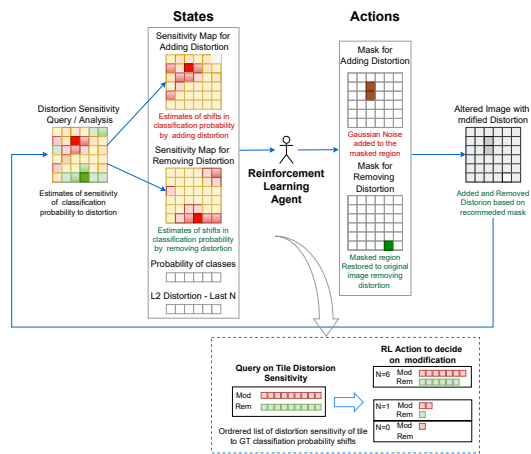 States
Actions
Sensitivity Map for
Adding Distortion
Estimates of shifts in
classification probability
by adding distortion
Sensitivity Map for
Removing Distortion
Estimates of shifts in
classification probability
by removing distortion
Probability of classes
L2 Distortion - Last N
Distortion Sensitivity
Query / Analysis
Estimates of sensitivity
of classification
probability to distortion
Reinforcement
Learning
Agent
Mask for
Adding Distortion
Gaussian Noise
added to the
masked region
Mask for
Removing
Distortion
Masked region
Restored to original
image removing
distortion
Altered Image with
mdified Distortion
Added and Removed
Distorion based on
recommeded mask
Query on Tile Distorsion
Sensitivity
Mod
Rem
Ordrered list of distortion sensitivity of tile
to GT classifiation probability shifts
RL Action to decide
on modification
N=6 Mod
Rem
N=1 Mod
Rem
N=0 Mod
Rem